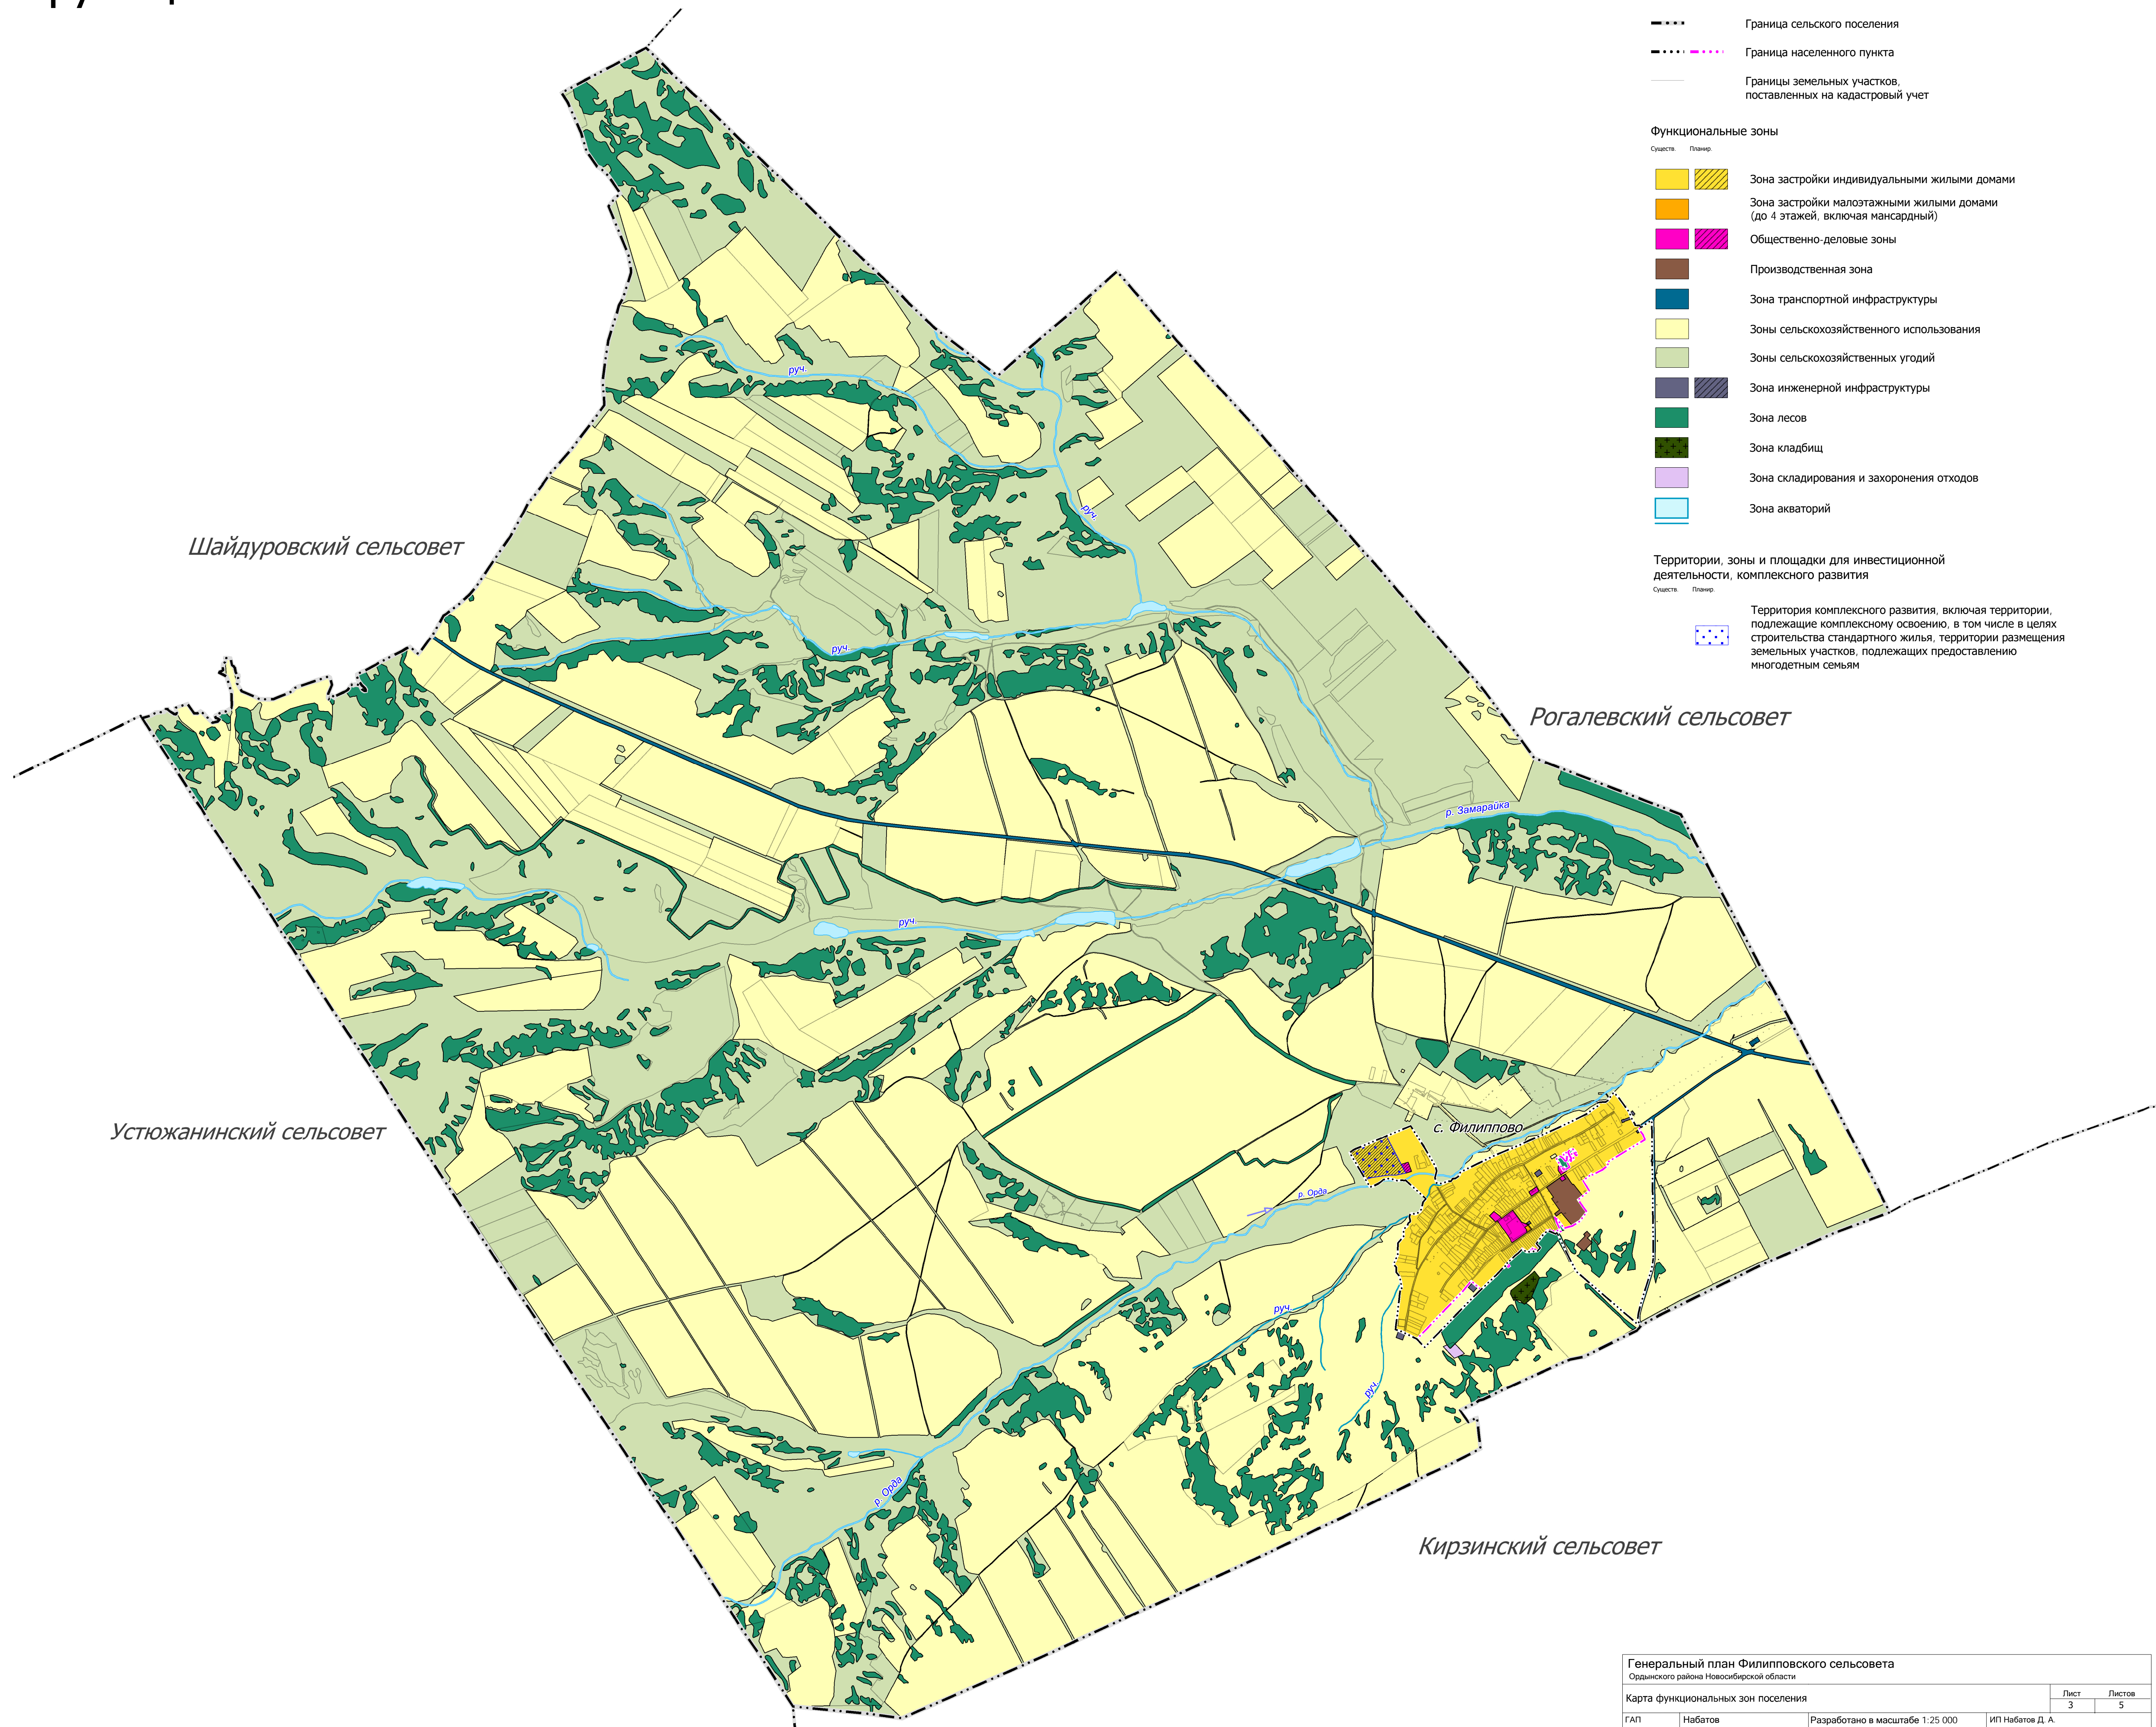 Граница сельского поселения
Граница населенного пункта
Границы земельных участков,
поставленных на кадастровый учет
Функциональные зоны
Существ. Планир.
Зона застройки индивидуальными жилыми домами
Зона застройки малоэтажными жилыми домами
(до 4 этажей, включая мансардный)
Общественно-деловые зоны
Производственная зона
Зона транспортной инфраструктуры
Зоны сельскохозяйственного использования
Зоны сельскохозяйственных угодий
Зона инженерной инфраструктуры
Зона лесов
Зона кладбищ
Зона складирования и захоронения отходов
Зона акваторий
Территории, зоны и площадки для инвестиционной
деятельности, комплексного развития
Существ. Планир.
Территория комплексного развития, включая территории,
подлежащие комплексному освоению, в том числе в целях
строительства стандартного жилья, территории размещения
земельных участков, подлежащих предоставлению
многодетным семьям
руч.
руч.
Шайдуровский сельсовет
руч.
Рогалевский сельсовет
р. Замарайка
руч.
Устюжанинский сельсовет
с. Филиппово
р. Орда
руч.
руч.
р. Орда
Кирзинский сельсовет
Генеральный план Филипповского сельсовета
Ордынского района Новосибирской области
Карта функциональных зон поселения
Лист Листов
3 5
ГАП Набатов Разработано в масштабе 1:25 000 ИП Набатов Д. А.